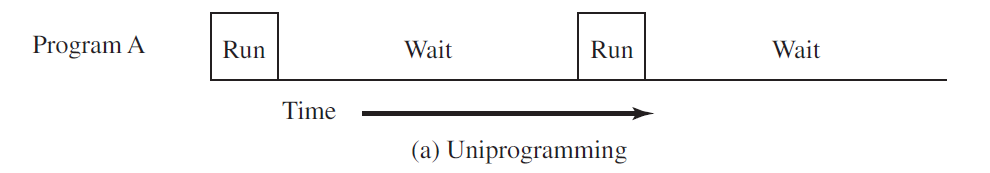 Program A Run Wait Run Wait
Time
(a) Uniprogramming